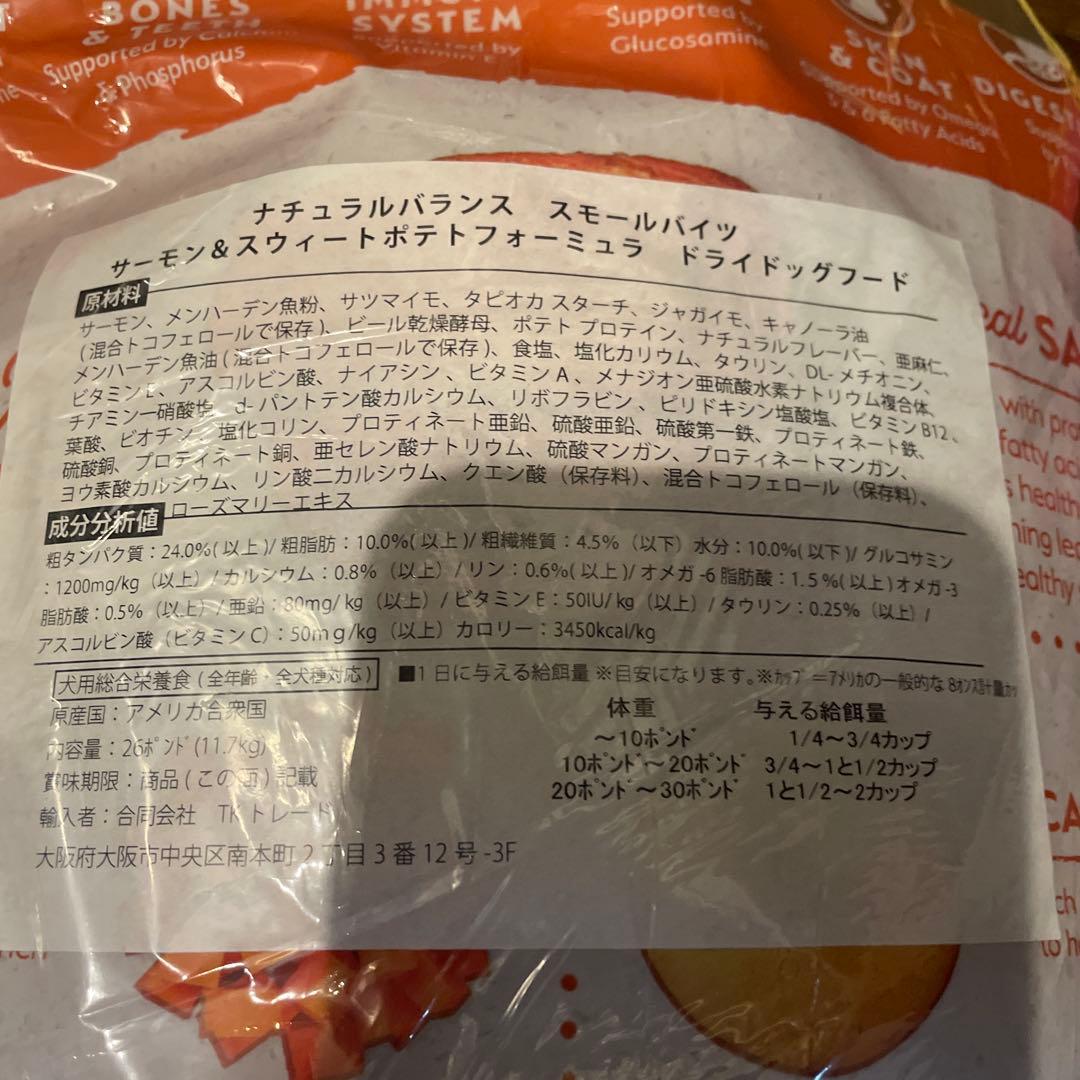 BONES
& TEETH
Supported by Calcium
& Phosphorus
SYSTEM
by
Supported by
Glucosamine
SKIN
& COAT
Supported by Omega
3 & 6 Fatty Acids
ナチュラルバランス　スモールバイツ
サーモン＆スウィートポテトフォーミュラ　ドライドッグフード
原材料
サーモン、メンハーデン魚粉、サツマイモ、タピオカ スターチ、ジャガイモ、キャノーラ油
(混合トコフェロールで保存)、ビール乾燥酵母、ポテト プロテイン、ナチュラルフレーバー、亜麻仁、
メンハーデン魚油(混合トコフェロールで保存)、食塩、塩化カリウム、タウリン、DL-メチオニン、
ビタミンE、アスコルビン酸、ナイアシン、ビタミンA、メナジオン亜硫酸水素ナトリウム複合体、
チアミン一硝酸塩、d-パントテン酸カルシウム、リボフラビン、ピリドキシン塩酸塩、ビタミンB12、
葉酸、ビオチン、塩化コリン、プロティネート亜鉛、硫酸亜鉛、硫酸第一鉄、プロティネート鉄、
硫酸銅、プロティネート銅、亜セレン酸ナトリウム、硫酸マンガン、プロティネートマンガン、
ヨウ素酸カルシウム、リン酸二カルシウム、クエン酸（保存料）、混合トコフェロール（保存料）、
ローズマリーエキス
成分分析値
粗タンパク質：24.0%(以上)/ 粗脂肪：10.0%(以上)/ 粗繊維質：4.5%（以下）水分：10.0%(以下)/ グルコサミン
：1200mg/kg（以上）/ カルシウム：0.8%（以上）/ リン：0.6%(以上)/ オメガ-6 脂肪酸：1.5%(以上)オメガ-3
脂肪酸：0.5%（以上）/ 亜鉛：80mg/kg（以上）/ ビタミンE：50IU/kg（以上）/ タウリン：0.25%（以上）/
アスコルビン酸（ビタミンC）：50mg/kg（以上）カロリー：3450kcal/kg
犬用総合栄養食(全年齢・全犬種対応)
■1日に与える給餌量 ※目安になります。※ｶｯﾌﾟ＝ｱﾒﾘｶの一般的な 8ｵﾝｽ計量ｶｯ
原産国：アメリカ合衆国
内容量：26ﾎﾟﾝﾄﾞ(11.7kg)
賞味期限：商品(この面)記載
輸入者：合同会社　TKトレード
大阪府大阪市中央区南本町2丁目3番12号-3F
体重　与える給餌量
～10ﾎﾟﾝﾄﾞ　1/4～3/4カップ
10ﾎﾟﾝﾄﾞ～20ﾎﾟﾝﾄﾞ　3/4～1と1/2カップ
20ﾎﾟﾝﾄﾞ～30ﾎﾟﾝﾄﾞ　1と1/2～2カップ
with
fatty